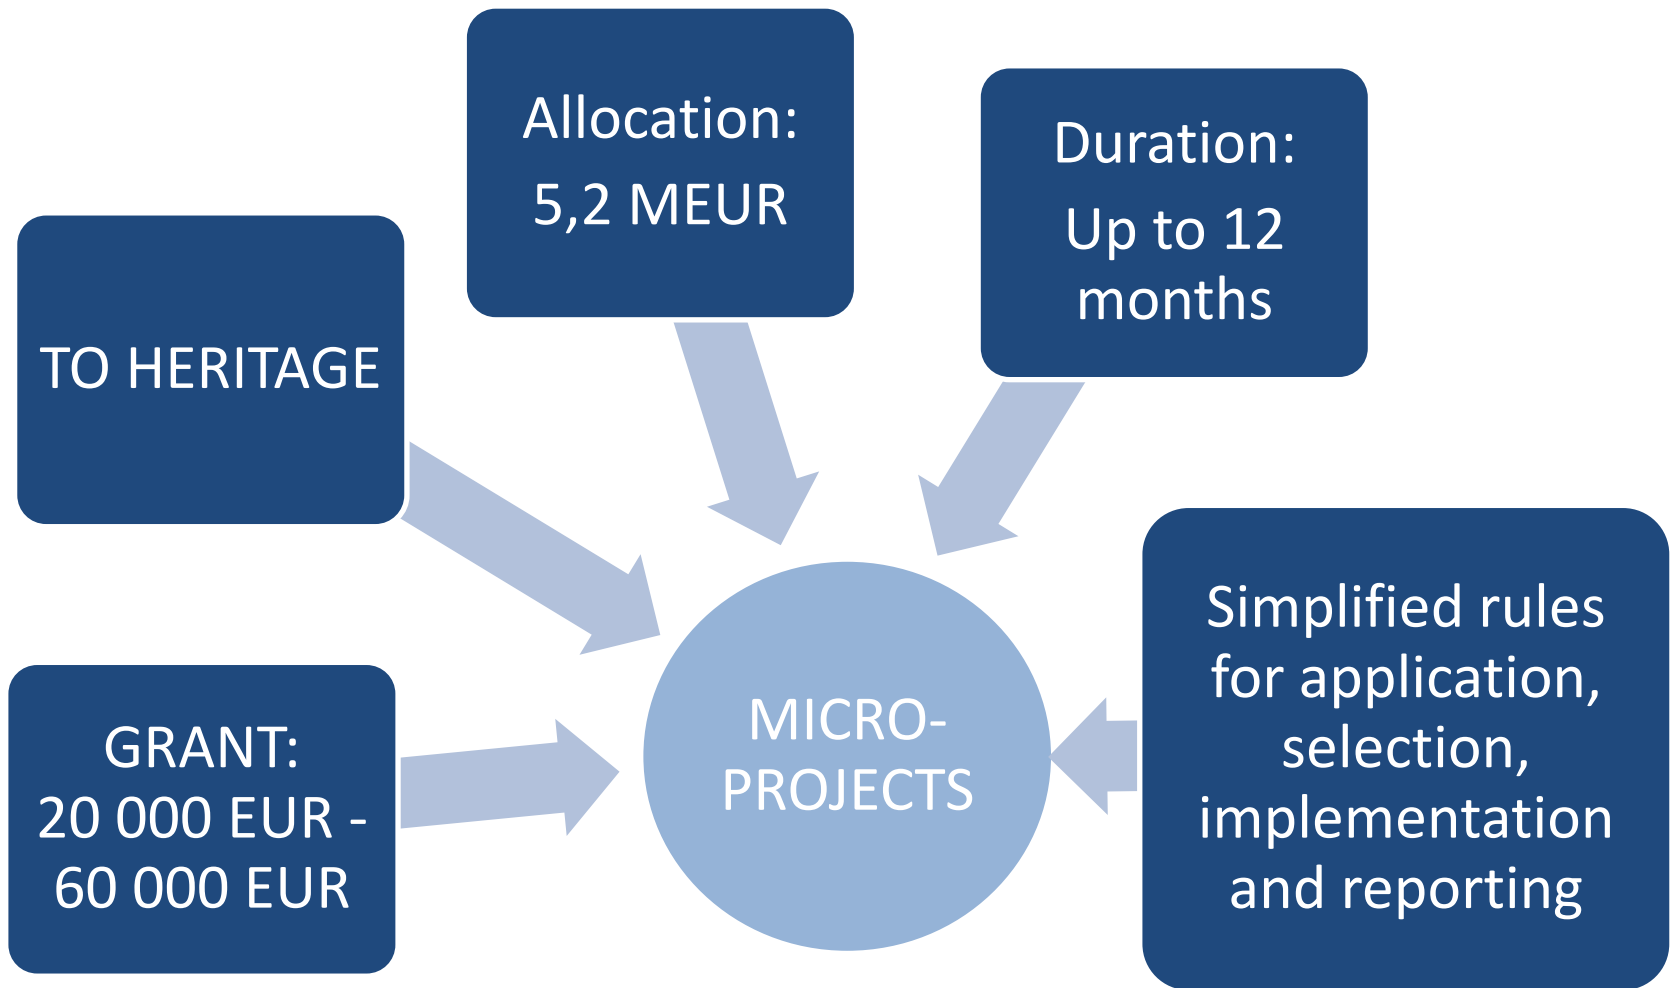 Allocation:
5,2 MEUR
Duration:
Up to 12
months
TO HERITAGE
GRANT:
20 000 EUR -
60 000 EUR
MICRO-
PROJECTS
Simplified rules
for application,
selection,
implementation
and reporting